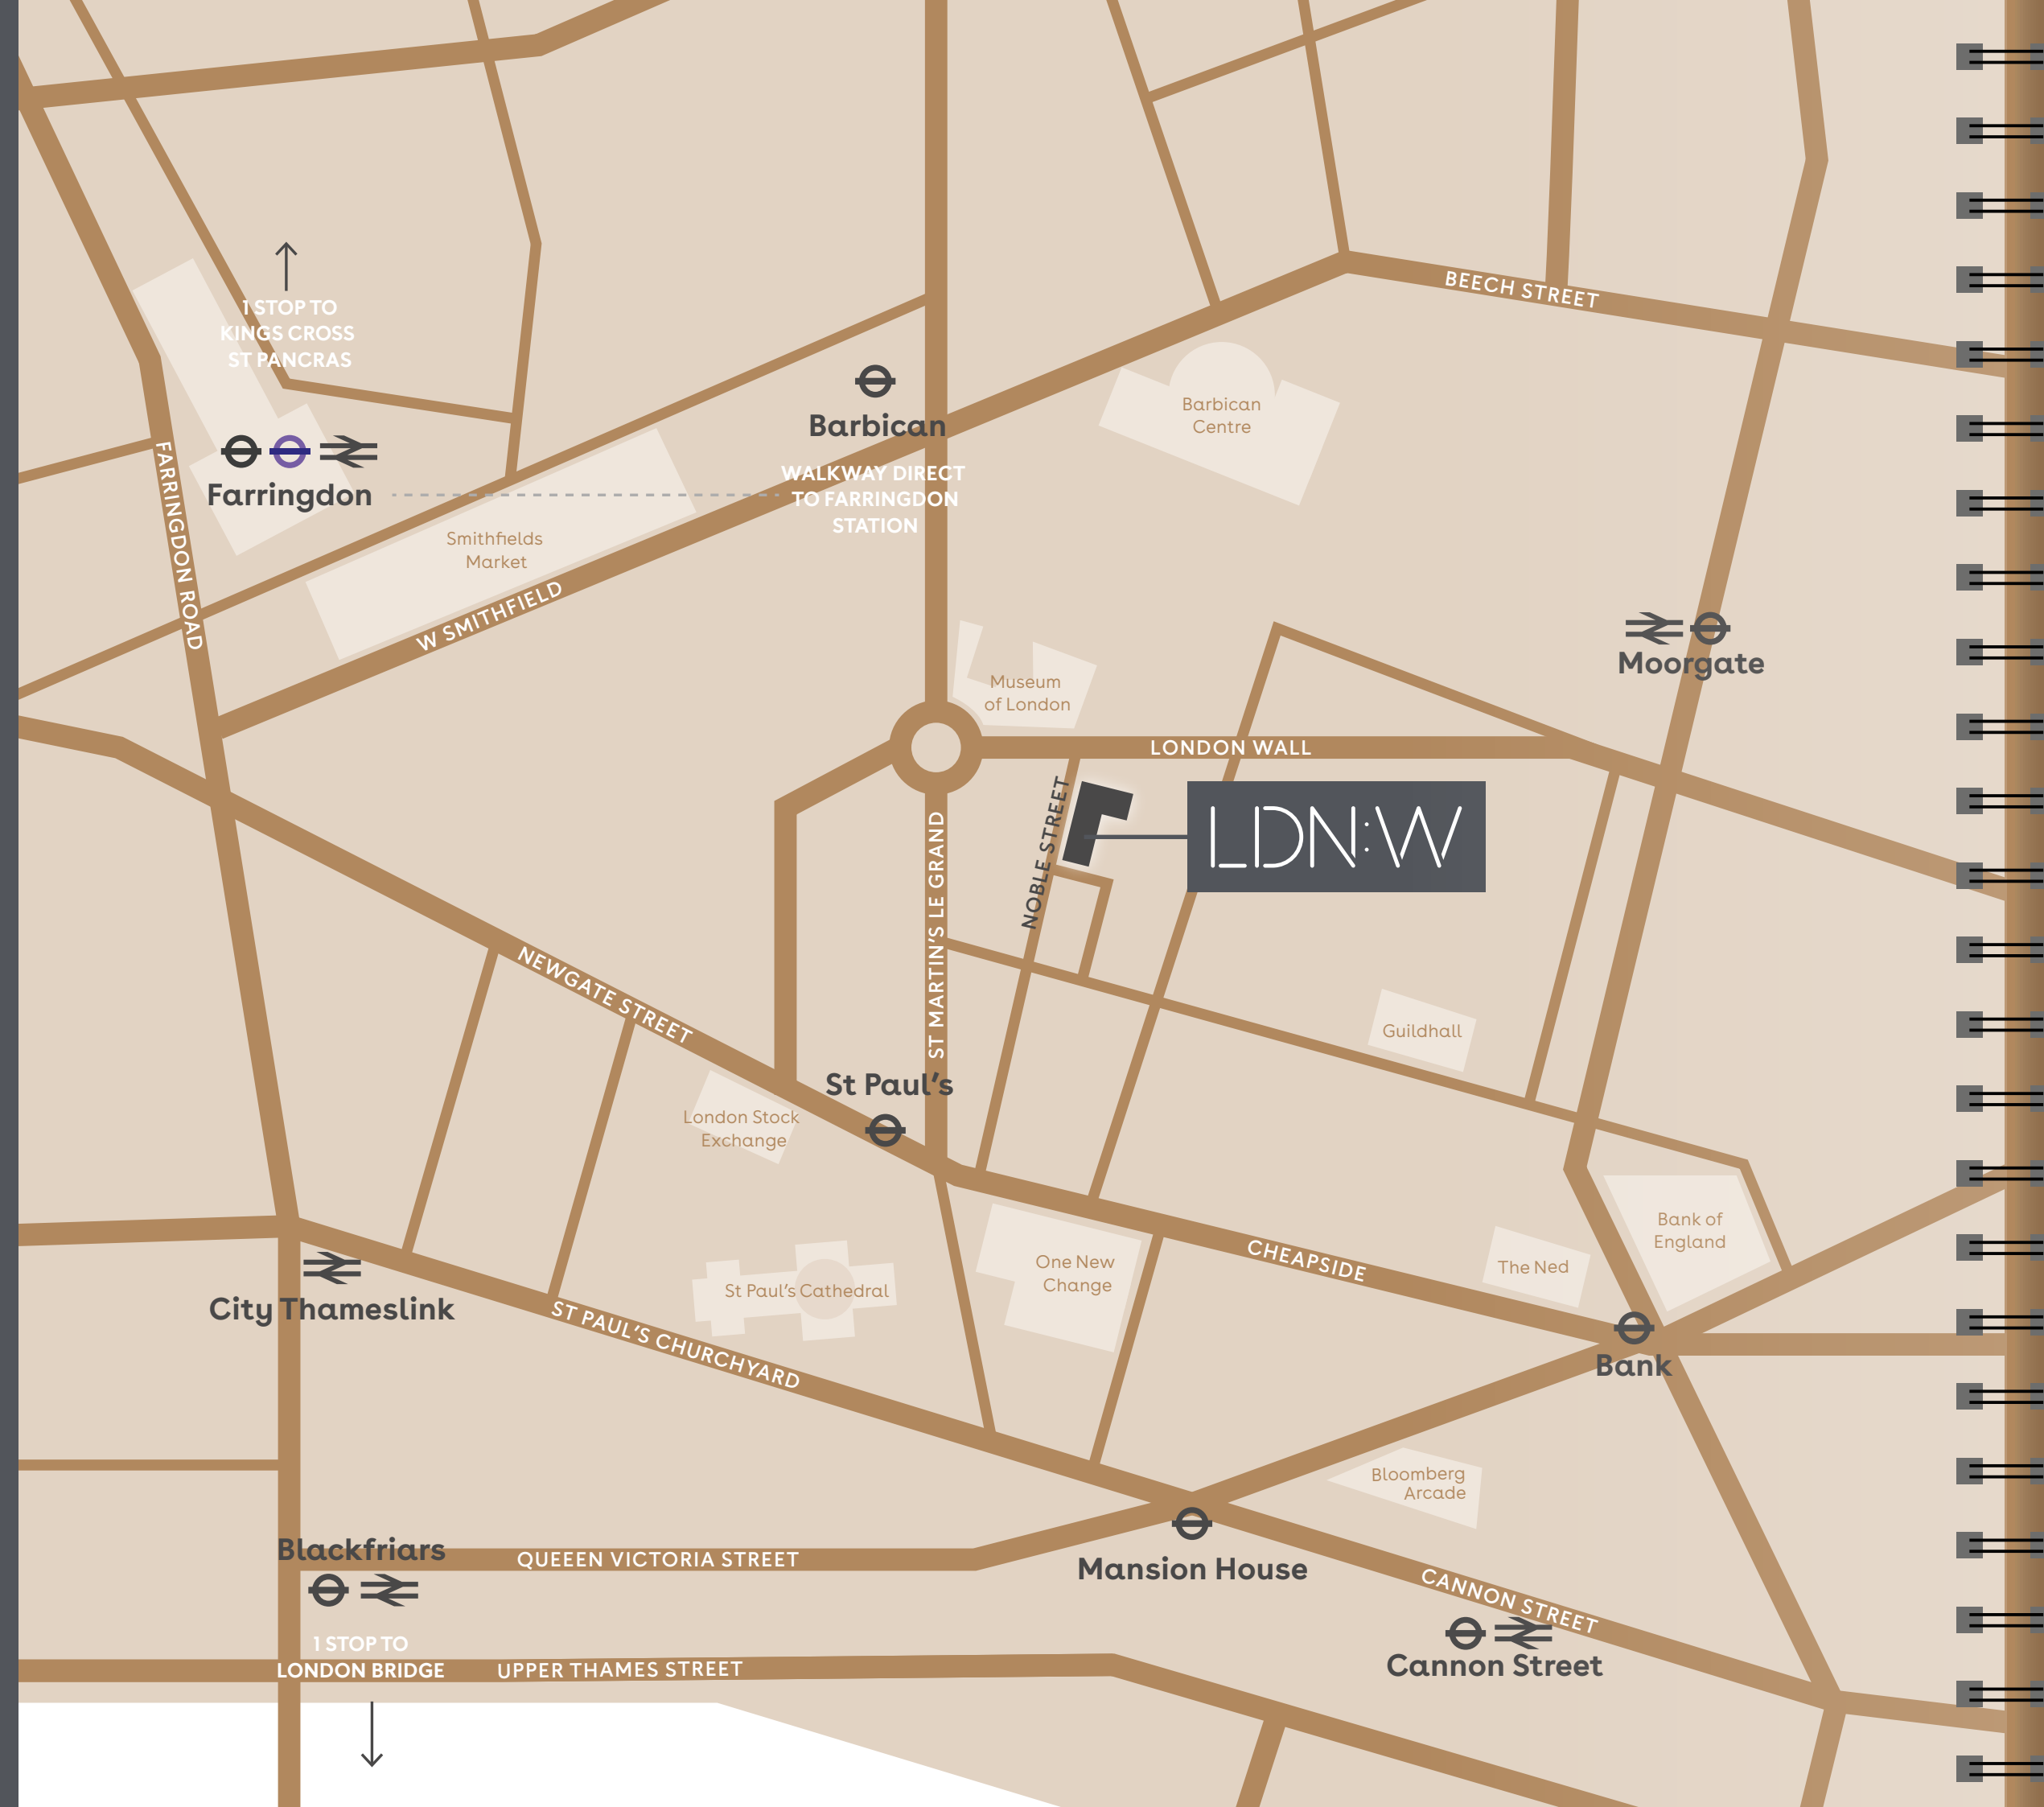 BEECH STREET
1 STOP TO
KINGS CROSS
ST PANCRAS
Barbican
Barbican
Centre
WALKWAY DIRECT
TO FARRINGDON
STATION
Farringdon
FARRINGDON ROAD
Smithfields
Market
W SMITHFIELD
Moorgate
Museum
of London
LONDON WALL
NOBLE STREET
LDN:W
ST MARTIN'S LE GRAND
NEWGATE STREET
Guildhall
St Paul's
London Stock
Exchange
Bank of
England
One New
Change
CHEAPSIDE
The Ned
St Paul's Cathedral
City Thameslink
ST PAUL'S CHURCHYARD
Bank
Bloomberg
Arcade
Blackfriars
QUEEEN VICTORIA STREET
Mansion House
CANNON STREET
Cannon Street
1 STOP TO
LONDON BRIDGE
UPPER THAMES STREET